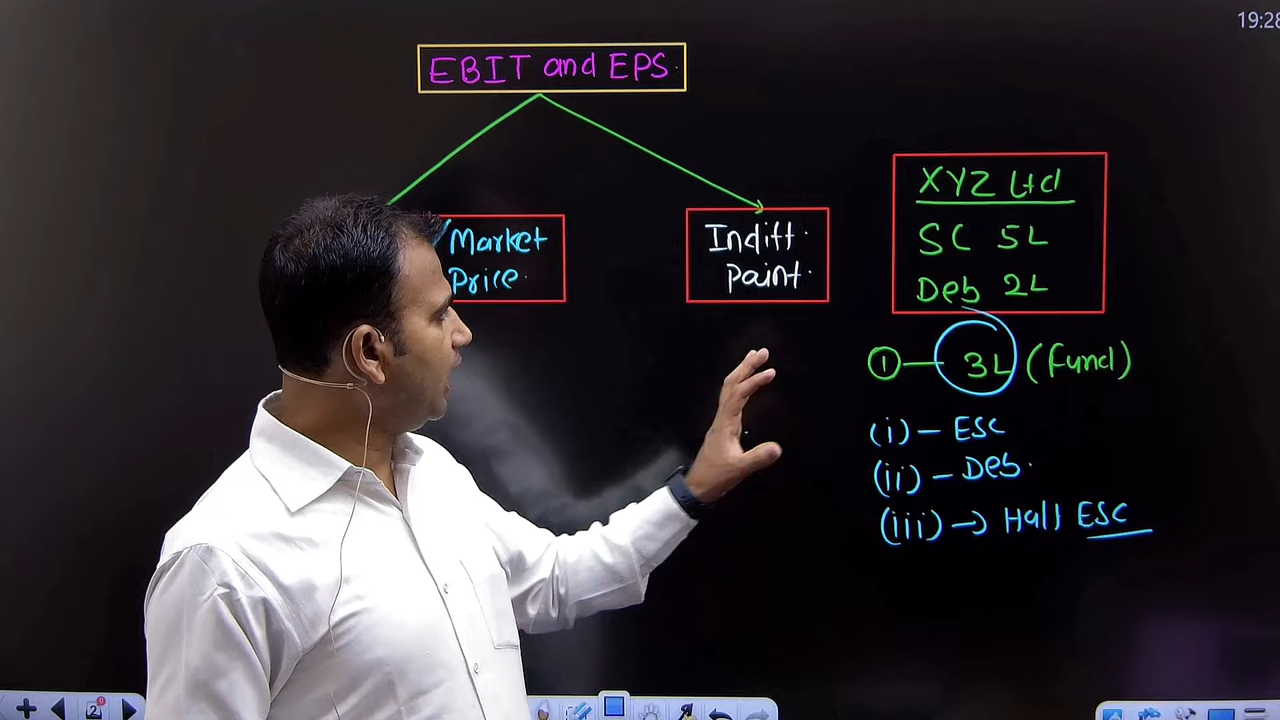 19:28
EBIT and EPS.
/Market
Price.
Indiff.
Paint.
XYZ Ltd
SC 5L
Deb 2L
① — 3L (Fund)
(i) - ESC
(ii) - Deb.
(iii) → Half ESC
2